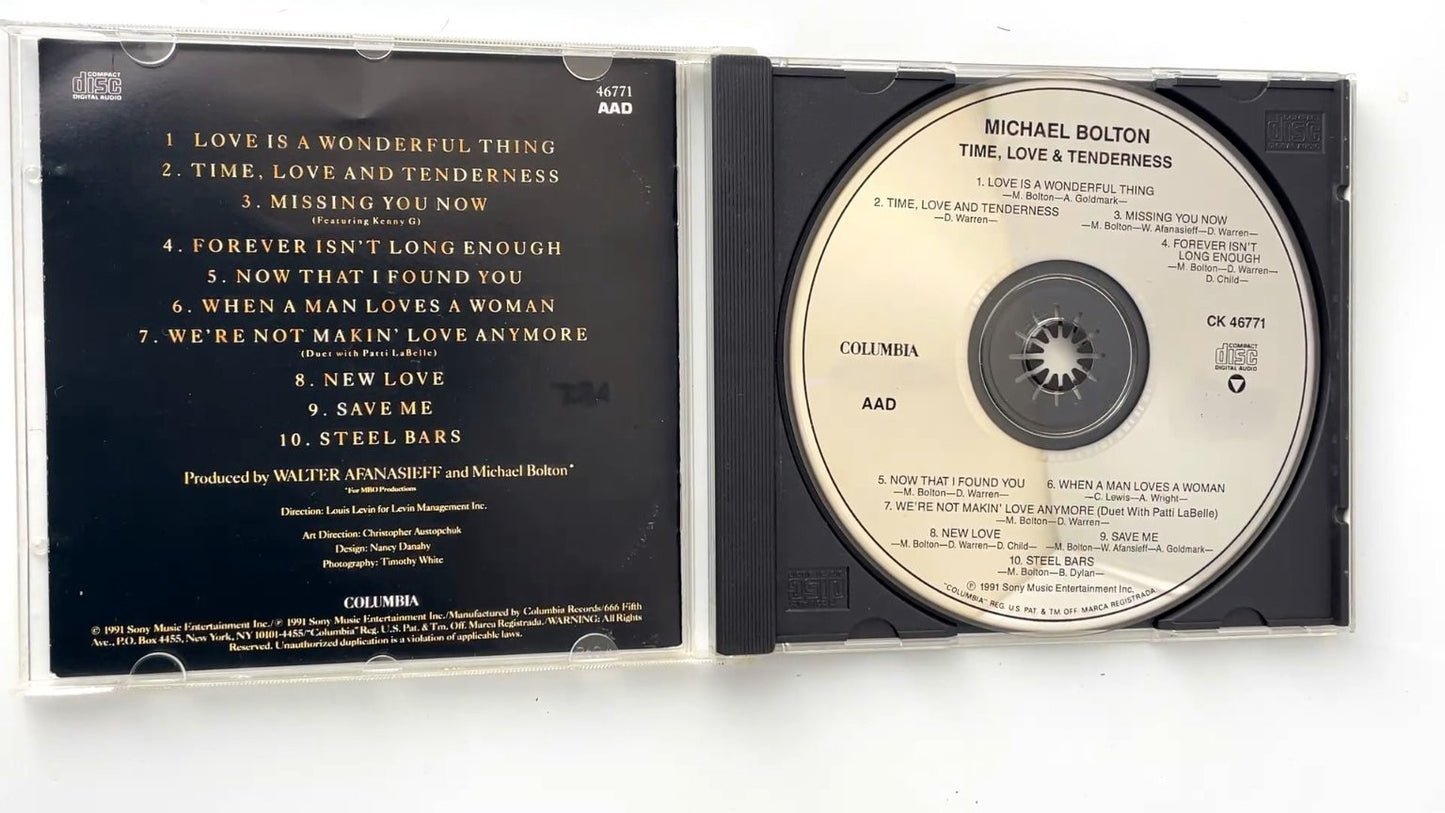 COMPACT
disc
DIGITAL AUDIO
46771
AAD
1 LOVE IS A WONDERFUL THING
2. TIME, LOVE AND TENDERNESS
3. MISSING YOU NOW
(Featuring Kenny G)
4. FOREVER ISN'T LONG ENOUGH
5. NOW THAT I FOUND YOU
6. WHEN A MAN LOVES A WOMAN
7. WE'RE NOT MAKIN' LOVE ANYMORE
(Duet with Patti LaBelle)
8. NEW LOVE
9. SAVE ME
10. STEEL BARS
Produced by WALTER AFANASIEFF and Michael Bolton*
*For MBO Productions
Direction: Louis Levin for Levin Management Inc.
Art Direction: Christopher Austopchuk
Design: Nancy Danahy
Photography: Timothy White
COLUMBIA
© 1991 Sony Music Entertainment Inc./℗ 1991 Sony Music Entertainment Inc./Manufactured by Columbia Records/666 Fifth
Ave., P.O. Box 4455, New York, NY 10101-4455/"Columbia" Reg. U.S. Pat. & Tm. Off. Marca Registrada./WARNING: All Rights
Reserved. Unauthorized duplication is a violation of applicable laws.
MICHAEL BOLTON
TIME, LOVE & TENDERNESS
1. LOVE IS A WONDERFUL THING
—M. Bolton—A. Goldmark—
2. TIME, LOVE AND TENDERNESS
—D. Warren—
3. MISSING YOU NOW
—M. Bolton—W. Afanasieff—D. Warren—
4. FOREVER ISN'T
LONG ENOUGH
—M. Bolton—D. Warren—
D. Child—
CK 46771
COMPACT
disc
DIGITAL AUDIO
COLUMBIA
AAD
5. NOW THAT I FOUND YOU
—M. Bolton—D. Warren—
6. WHEN A MAN LOVES A WOMAN
—C. Lewis—A. Wright—
7. WE'RE NOT MAKIN' LOVE ANYMORE (Duet With Patti LaBelle)
—M. Bolton—D. Warren—
8. NEW LOVE
—M. Bolton—D. Warren—D. Child—
9. SAVE ME
—M. Bolton—W. Afansieff—A. Goldmark—
10. STEEL BARS
—M. Bolton—B. Dylan—
℗ 1991 Sony Music Entertainment Inc.
"COLUMBIA" REG. U.S. PAT. & TM. OFF. MARCA REGISTRADA.
disc